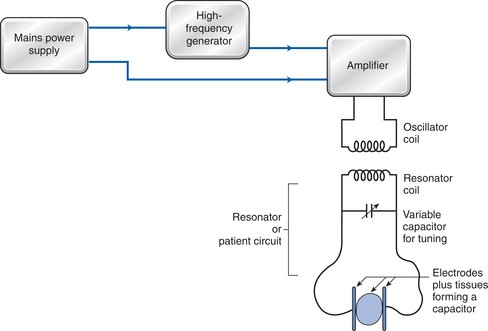 High-
frequency
generator
Mains power
supply
Amplifier
Oscillator
coil
Resonator
coil
Resonator
or
patient circuit
Variable
capacitor
for tuning
Electrodes
plus tissues
forming a
capacitor